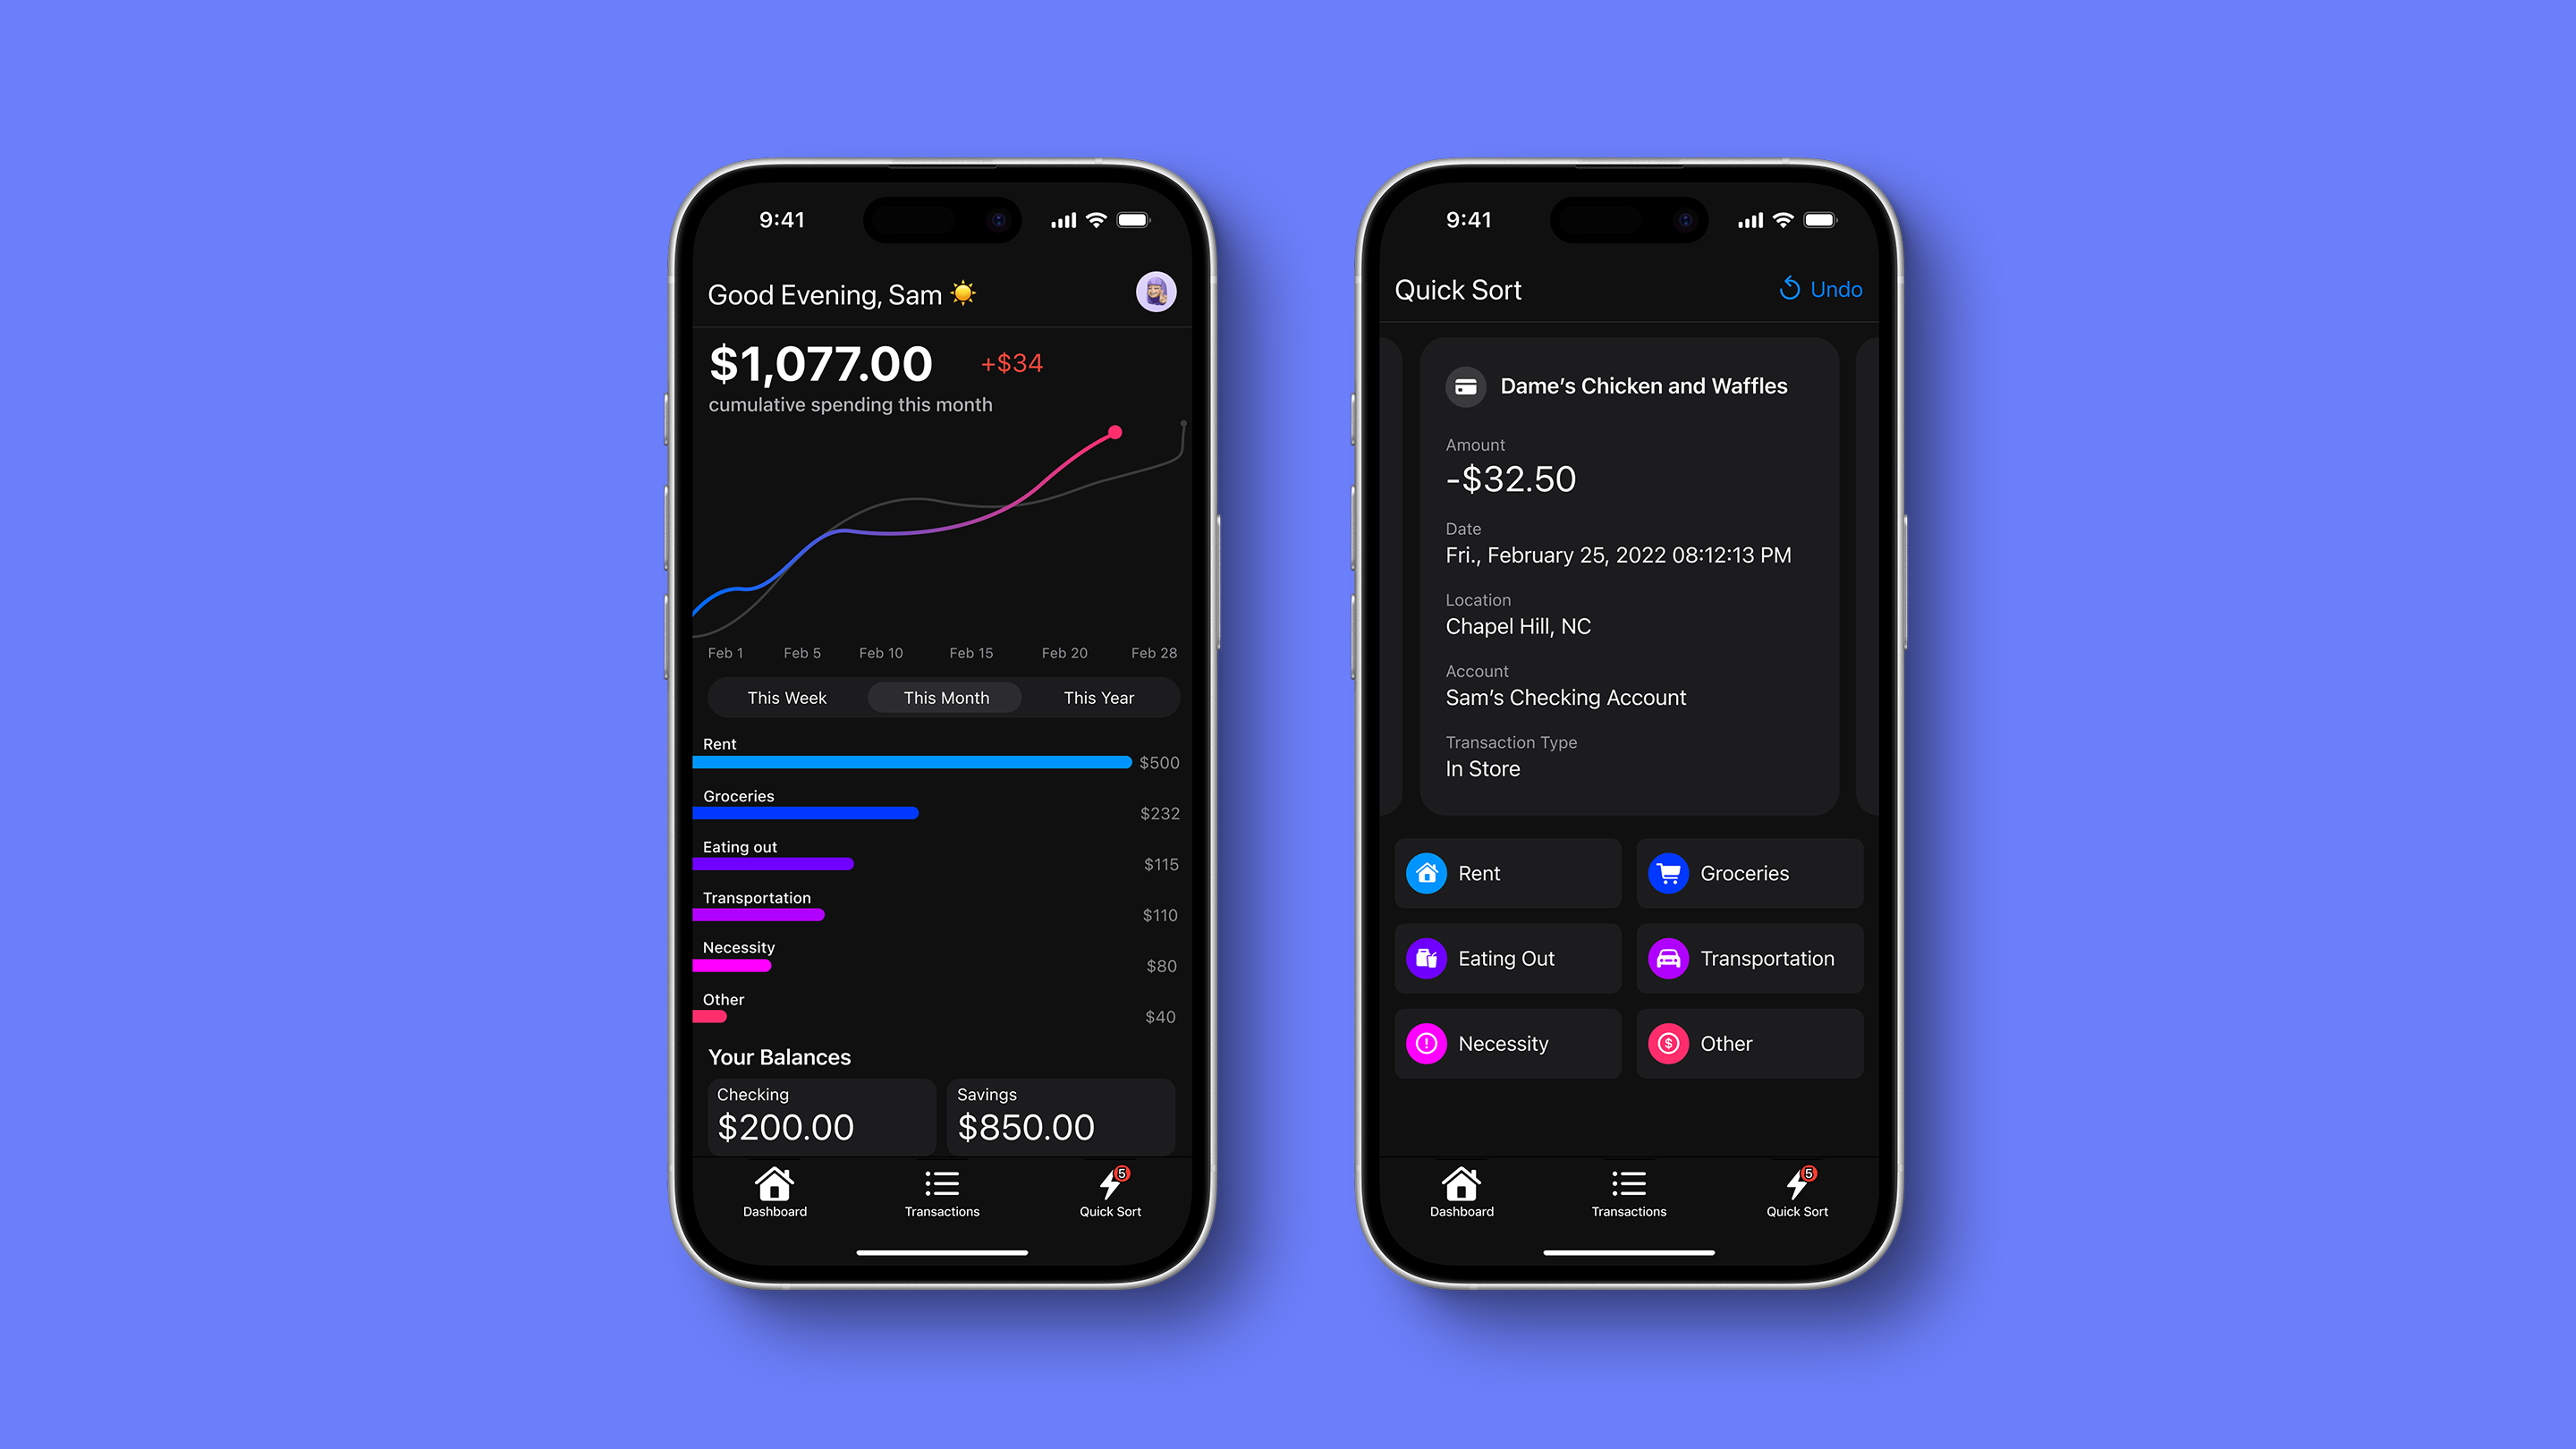 9:41
Good Evening, Sam ☀️
$1,077.00 +$34
cumulative spending this month
Feb 1 Feb 5 Feb 10 Feb 15 Feb 20 Feb 28
This Week This Month This Year
Rent
$500
Groceries
$232
Eating out
$115
Transportation
$110
Necessity
$80
Other
$40
Your Balances
Checking Savings
$200.00 $850.00
5
Dashboard Transactions Quick Sort
9:41
Quick Sort Undo
Dame’s Chicken and Waffles
Amount
-$32.50
Date
Fri., February 25, 2022 08:12:13 PM
Location
Chapel Hill, NC
Account
Sam’s Checking Account
Transaction Type
In Store
Rent Groceries
Eating Out Transportation
Necessity Other
5
Dashboard Transactions Quick Sort